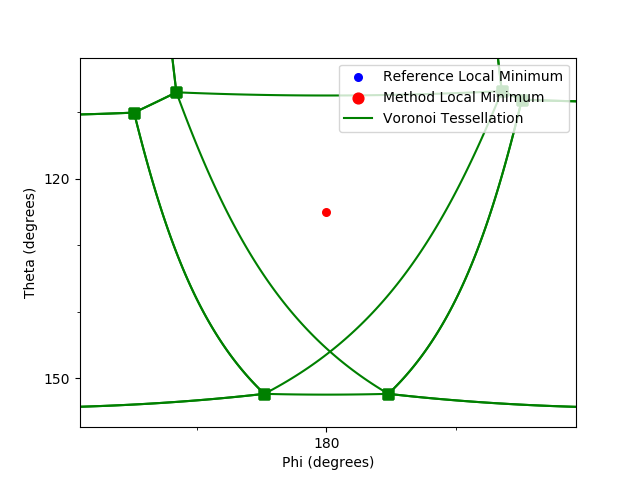 Reference Local Minimum
Method Local Minimum
Voronoi Tessellation
Theta (degrees)
120
150
180
Phi (degrees)